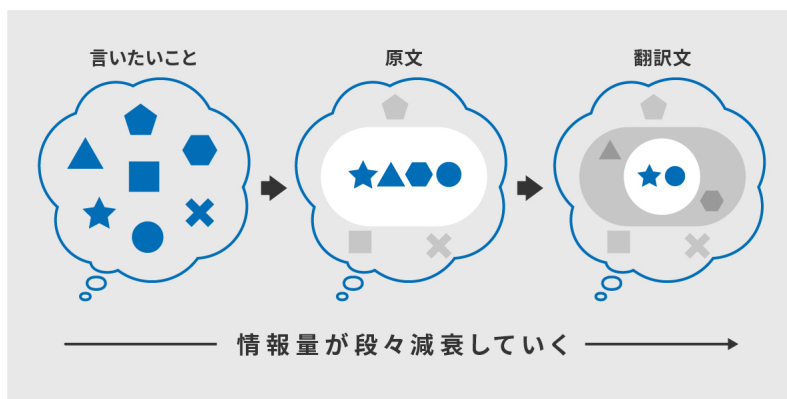 言いたいこと
原文
翻訳文
情報量が段々減衰していく